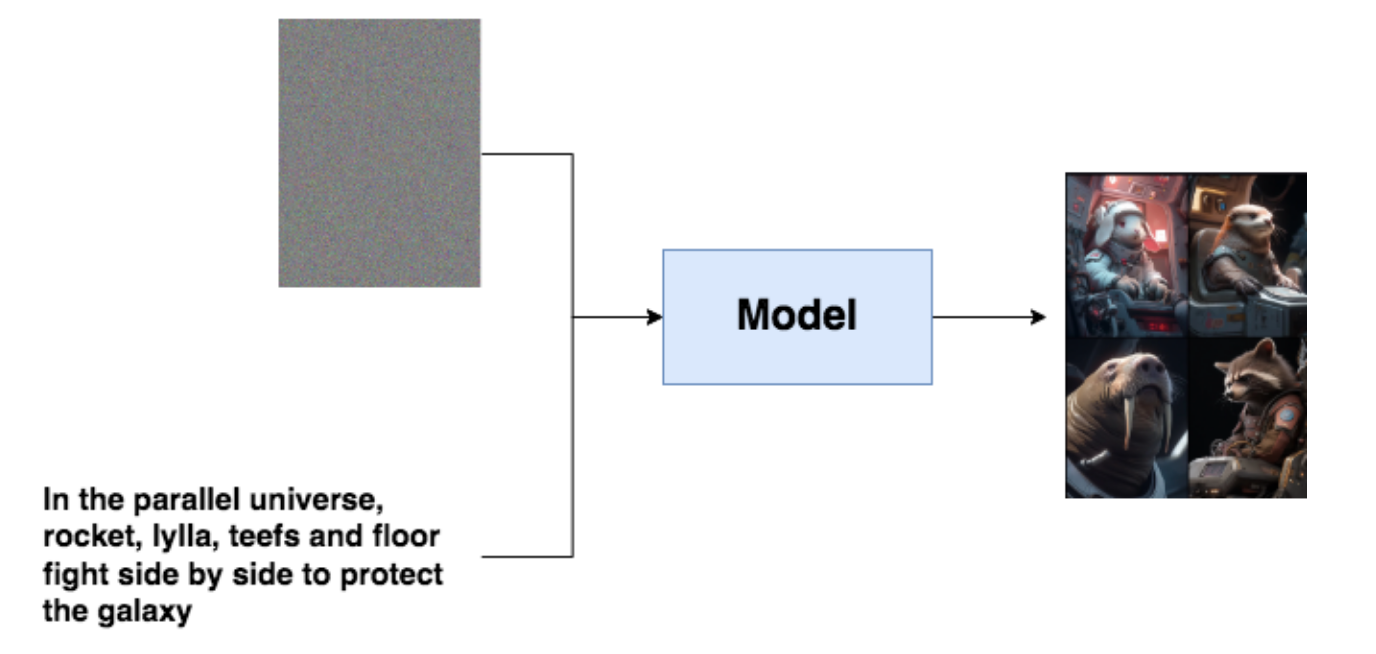 Model
In the parallel universe,
rocket, lylla, teefs and floor
fight side by side to protect
the galaxy